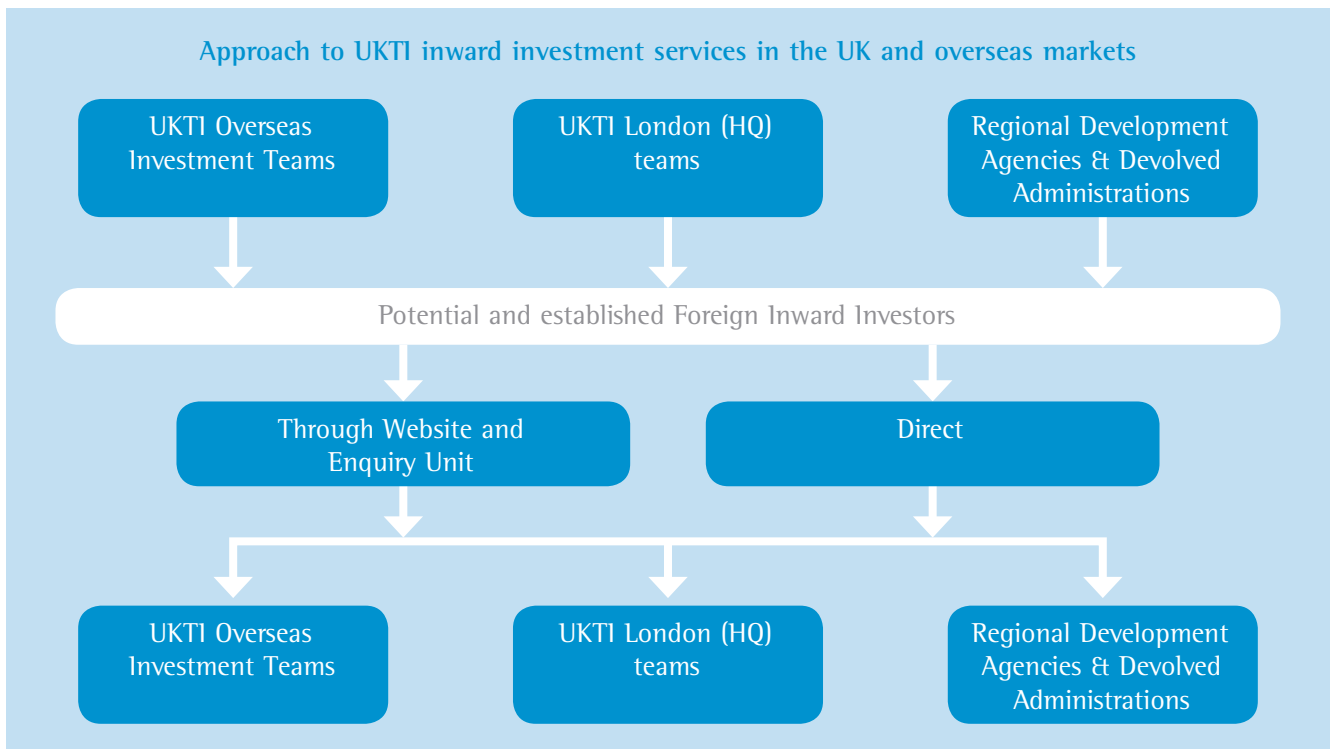 Approach to UKTI inward investment services in the UK and overseas markets
UKTI Overseas
Investment Teams
UKTI London (HQ)
teams
Regional Development
Agencies & Devolved
Administrations
Potential and established Foreign Inward Investors
Through Website and
Enquiry Unit
Direct
UKTI Overseas
Investment Teams
UKTI London (HQ)
teams
Regional Development
Agencies & Devolved
Administrations